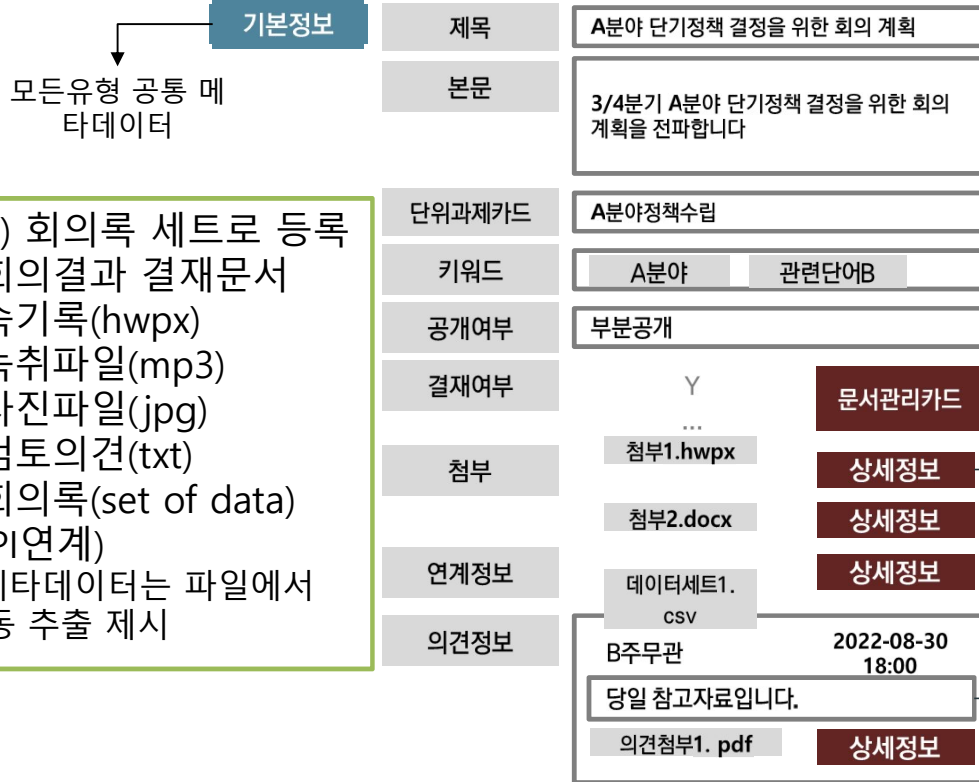 기본정보
모든유형 공통 메
타데이터
) 회의록 세트로 등록
회의결과 결재문서
속기록(hwpx)
녹취파일(mp3)
사진파일(jpg)
검토의견(txt)
회의록(set of data)
연계)
메타데이터는 파일에서
추출 제시
제목
A분야 단기정책 결정을 위한 회의 계획
본문
3/4분기 A분야 단기정책 결정을 위한 회의
계획을 전파합니다
단위과제카드
A분야정책수립
키워드
A분야 관련단어B
공개여부
부분공개
결재여부
Y
...
문서관리카드
첨부
첨부1.hwpx
상세정보
첨부2.docx
상세정보
연계정보
데이터세트1.
csv
상세정보
의견정보
B주무관
2022-08-30
18:00
당일 참고자료입니다.
의견첨부1. pdf
상세정보